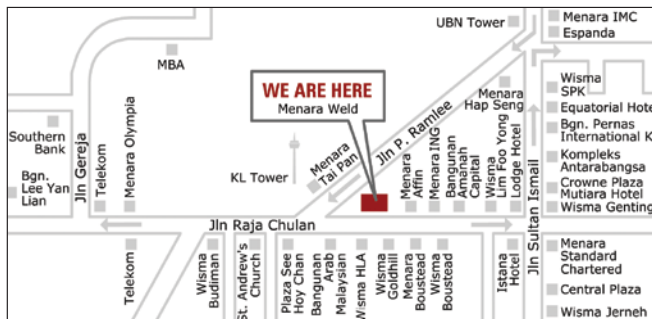 UBN Tower
Menara IMC
Espanda
MBA
WE ARE HERE
Menara Weld
Wisma
SPK
Menara
Hap Seng
Equatorial Hote
Southern
Bank
Bgn. Pernas
International K
Jln P. Ramlee
Menara
Tai Pan
KL Tower
Kompleks
Antarabangsa
Bgn.
Lee Yan
Lian
Jln Gereja
Telekom
Menara Olympia
Menara
Affin
Menara ING
Bangunan
Amanah
Capital
Wisma
Lim Foo Yong
Lodge Hotel
Jln Sultan Ismail
Crowne Plaza
Mutiara Hotel
Wisma Genting
Jln Raja Chulan
Telekom
Wisma
Budiman
St. Andrew's
Church
Plaza See
Hoy Chan
Bangunan
Arab
Malaysian
Wisma HLA
Wisma
Goldhill
Menara
Boustead
Wisma
Boustead
Istana
Hotel
Menara
Standard
Chartered
Central Plaza
Wisma Jerneh